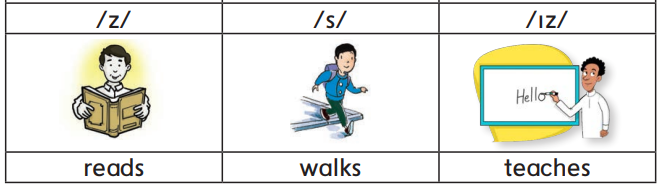 /z/ /s/ /ɪz/
Hello
reads walks teaches